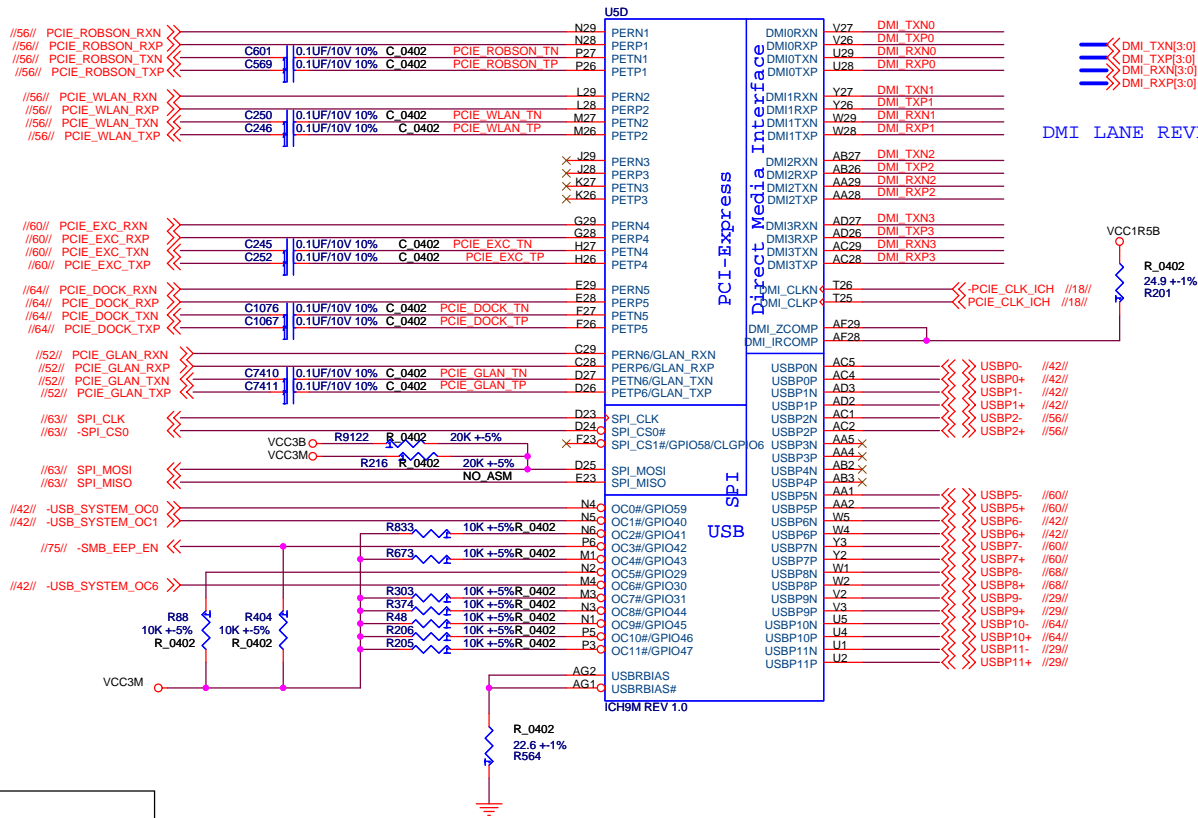 U5D
//56// PCIE_ROBSON_RXN N29 PERN1
//56// PCIE_ROBSON_RXP N28 PERP1
//56// PCIE_ROBSON_TXN C601 0.1UF/10V 10% C_0402 PCIE_ROBSON_TN P27 PETN1
//56// PCIE_ROBSON_TXP C569 0.1UF/10V 10% C_0402 PCIE_ROBSON_TP P26 PETP1
//56// PCIE_WLAN_RXN L29 PERN2
//56// PCIE_WLAN_RXP L28 PERP2
//56// PCIE_WLAN_TXN C250 0.1UF/10V 10% C_0402 PCIE_WLAN_TN M27 PETN2
//56// PCIE_WLAN_TXP C246 0.1UF/10V 10% C_0402 PCIE_WLAN_TP M26 PETP2
J29 PERN3
J28 PERP3
K27 PETN3
K26 PETP3
//60// PCIE_EXC_RXN G29 PERN4
//60// PCIE_EXC_RXP G28 PERP4
//60// PCIE_EXC_TXN C245 0.1UF/10V 10% C_0402 PCIE_EXC_TN H27 PETN4
//60// PCIE_EXC_TXP C252 0.1UF/10V 10% C_0402 PCIE_EXC_TP H26 PETP4
//64// PCIE_DOCK_RXN E29 PERN5
//64// PCIE_DOCK_RXP E28 PERP5
//64// PCIE_DOCK_TXN C1076 0.1UF/10V 10% C_0402 PCIE_DOCK_TN F27 PETN5
//64// PCIE_DOCK_TXP C1067 0.1UF/10V 10% C_0402 PCIE_DOCK_TP F26 PETP5
//52// PCIE_GLAN_RXN C29 PERN6/GLAN_RXN
//52// PCIE_GLAN_RXP C28 PERP6/GLAN_RXP
//52// PCIE_GLAN_TXN C7410 0.1UF/10V 10% C_0402 PCIE_GLAN_TN D27 PETN6/GLAN_TXN
//52// PCIE_GLAN_TXP C7411 0.1UF/10V 10% C_0402 PCIE_GLAN_TP D26 PETP6/GLAN_TXP
//63// SPI_CLK D23 SPI_CLK
//63// -SPI_CS0 D24 SPI_CS0#
VCC3B R9122 R_0402 20K +-5% F23 SPI_CS1#/GPIO58/CLGPIO6
VCC3M R216 R_0402 20K +-5% NO_ASM
//63// SPI_MOSI D25 SPI_MOSI
//63// SPI_MISO E23 SPI_MISO
//42// -USB_SYSTEM_OC0 N4 OC0#/GPIO59
//42// -USB_SYSTEM_OC1 N5 OC1#/GPIO40
R833 10K +-5% R_0402 N6 OC2#/GPIO41
//75// -SMB_EEP_EN P6 OC3#/GPIO42
R673 10K +-5% R_0402 M1 OC4#/GPIO43
N2 OC5#/GPIO29
//42// -USB_SYSTEM_OC6 M4 OC6#/GPIO30
R303 10K +-5% R_0402 M3 OC7#/GPIO31
R374 10K +-5% R_0402 N3 OC8#/GPIO44
R48 10K +-5% R_0402 N1 OC9#/GPIO45
R206 10K +-5% R_0402 P5 OC10#/GPIO46
R205 10K +-5% R_0402 P3 OC11#/GPIO47
R88 10K +-5% R_0402
R404 10K +-5% R_0402
VCC3M
AG2 USBRBIAS
AG1 USBRBIAS#
ICH9M REV 1.0
R_0402
22.6 +-1%
R564
PCI-Express
Direct Media Interface
SPI
USB
DMI0RXN V27 DMI_TXN0
DMI0RXP V26 DMI_TXP0
DMI0TXN U29 DMI_RXN0
DMI0TXP U28 DMI_RXP0
DMI1RXN Y27 DMI_TXN1
DMI1RXP Y26 DMI_TXP1
DMI1TXN W29 DMI_RXN1
DMI1TXP W28 DMI_RXP1
DMI2RXN AB27 DMI_TXN2
DMI2RXP AB26 DMI_TXP2
DMI2TXN AA29 DMI_RXN2
DMI2TXP AA28 DMI_RXP2
DMI3RXN AD27 DMI_TXN3
DMI3RXP AD26 DMI_TXP3
DMI3TXN AC29 DMI_RXN3
DMI3TXP AC28 DMI_RXP3
DMI_CLKN T26 -PCIE_CLK_ICH //18//
DMI_CLKP T25 PCIE_CLK_ICH //18//
DMI_ZCOMP AF29
DMI_IRCOMP AF28
DMI_TXN[3:0]
DMI_TXP[3:0]
DMI_RXN[3:0]
DMI_RXP[3:0]
DMI LANE REV
VCC1R5B
R_0402
24.9 +-1%
R201
USBP0N AC5 USBP0- //42//
USBP0P AC4 USBP0+ //42//
USBP1N AD3 USBP1- //42//
USBP1P AD2 USBP1+ //42//
USBP2N AC1 USBP2- //56//
USBP2P AC2 USBP2+ //56//
USBP3N AA5
USBP3P AA4
USBP4N AB2
USBP4P AB3
USBP5N AA1 USBP5- //60//
USBP5P AA2 USBP5+ //60//
USBP6N W5 USBP6- //42//
USBP6P W4 USBP6+ //42//
USBP7N Y3 USBP7- //60//
USBP7P Y2 USBP7+ //60//
USBP8N W1 USBP8- //68//
USBP8P W2 USBP8+ //68//
USBP9N V2 USBP9- //29//
USBP9P V3 USBP9+ //29//
USBP10N U5 USBP10- //64//
USBP10P U4 USBP10+ //64//
USBP11N U1 USBP11- //29//
USBP11P U2 USBP11+ //29//